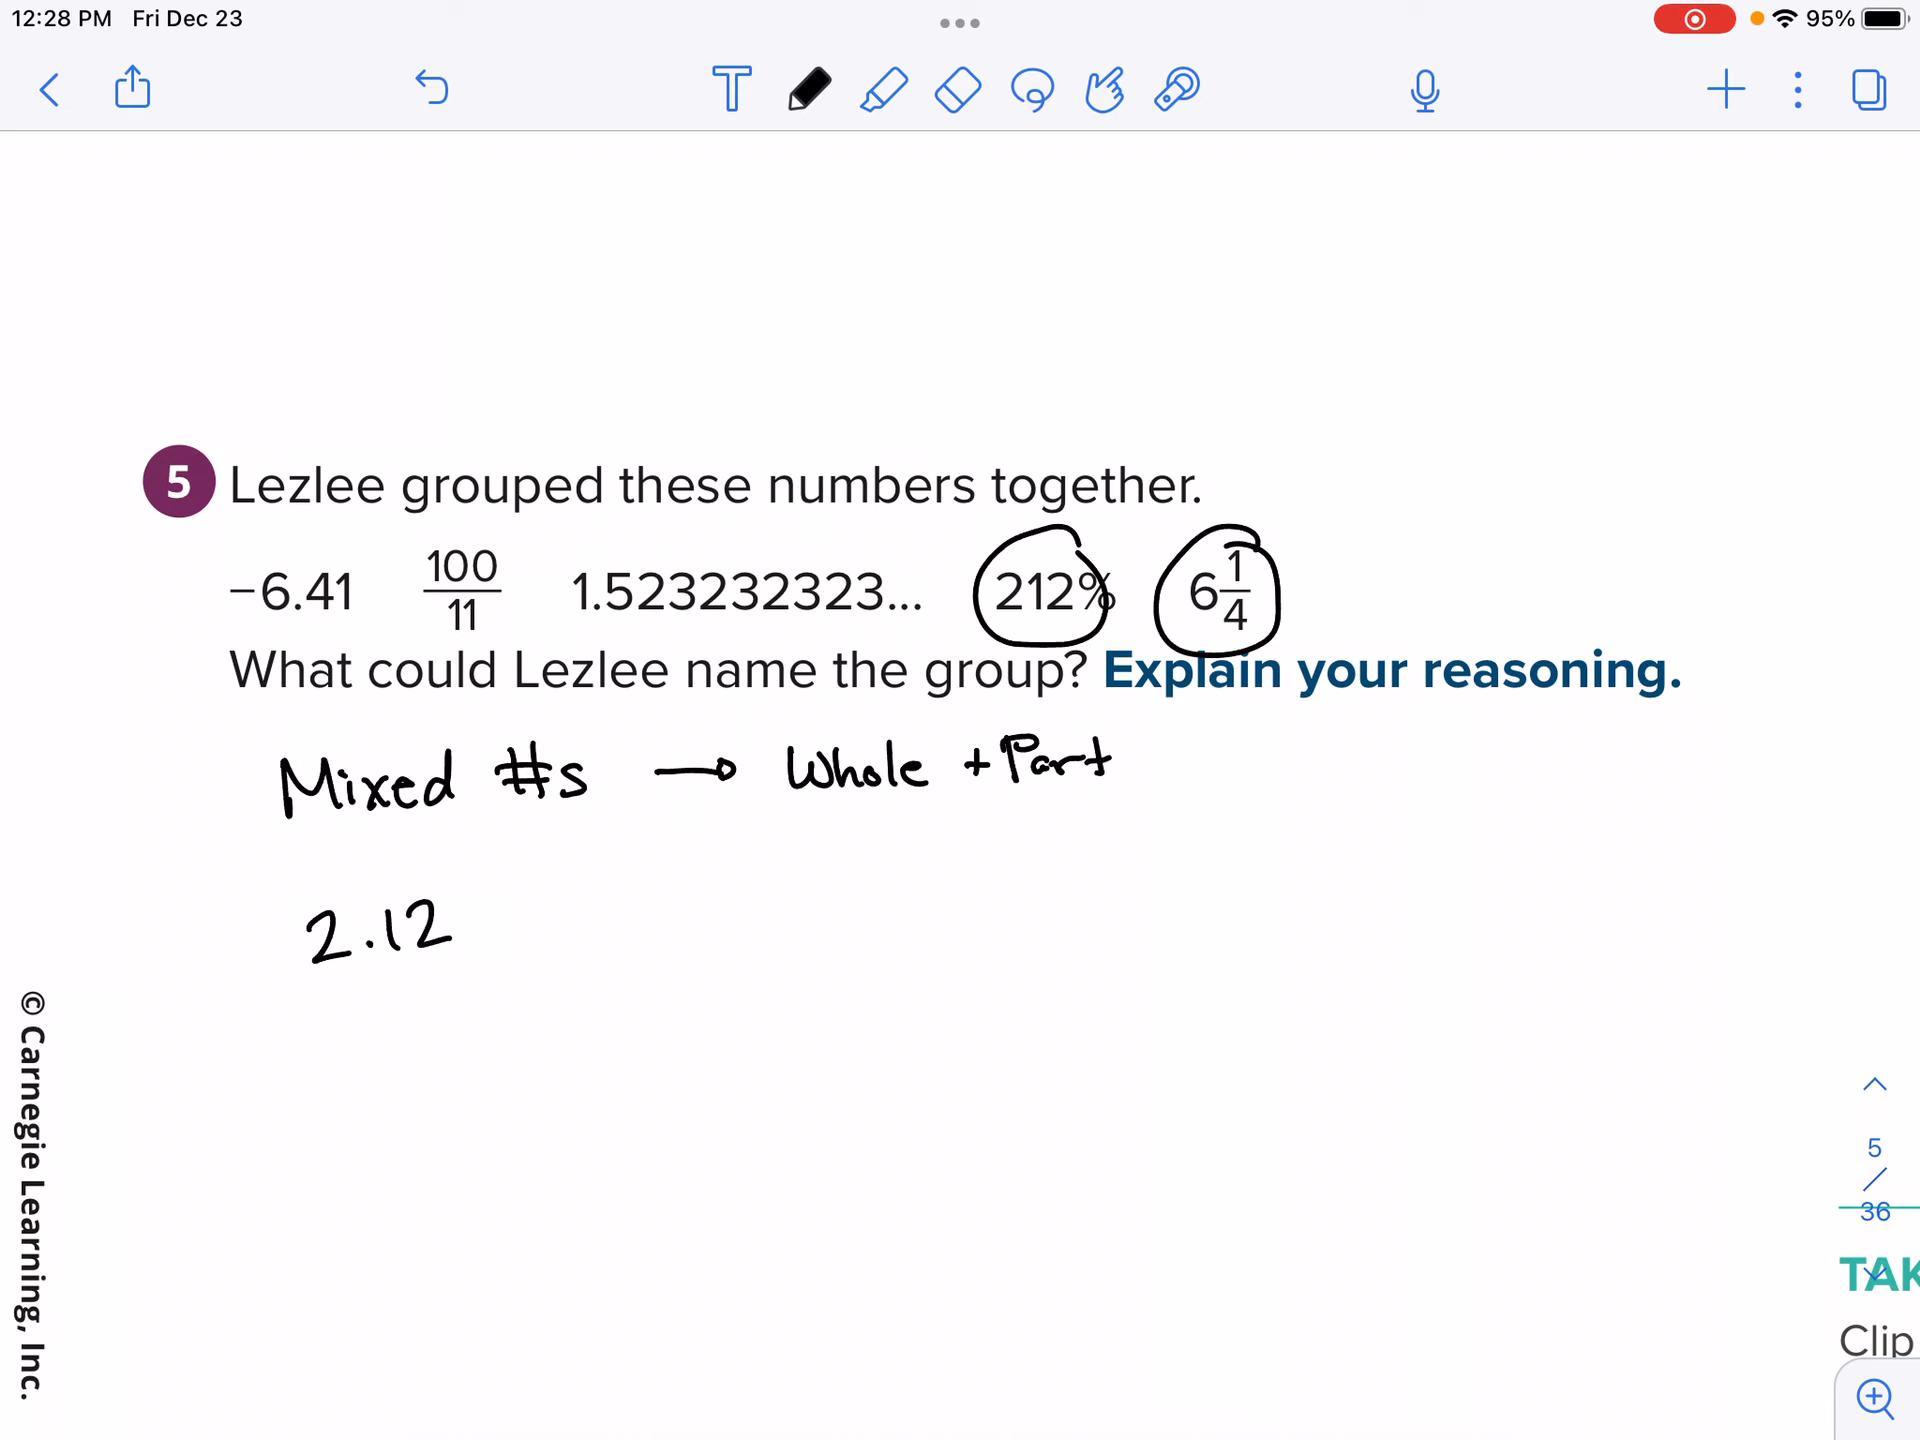 12:28 PM Fri Dec 23
95%
5 Lezlee grouped these numbers together.
−6.41 100/11 1.523232323... 212% 6 1/4
What could Lezlee name the group? Explain your reasoning.
Mixed #s → Whole + Part
2.12
© Carnegie Learning, Inc.
5
/
36
TAK
Clip